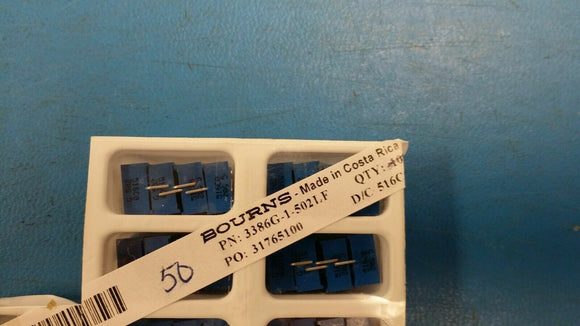 BOURNS - Made in Costa Rica
PN: 3386G-1-502LF QTY:
PO: 31765100 D/C 516C
50